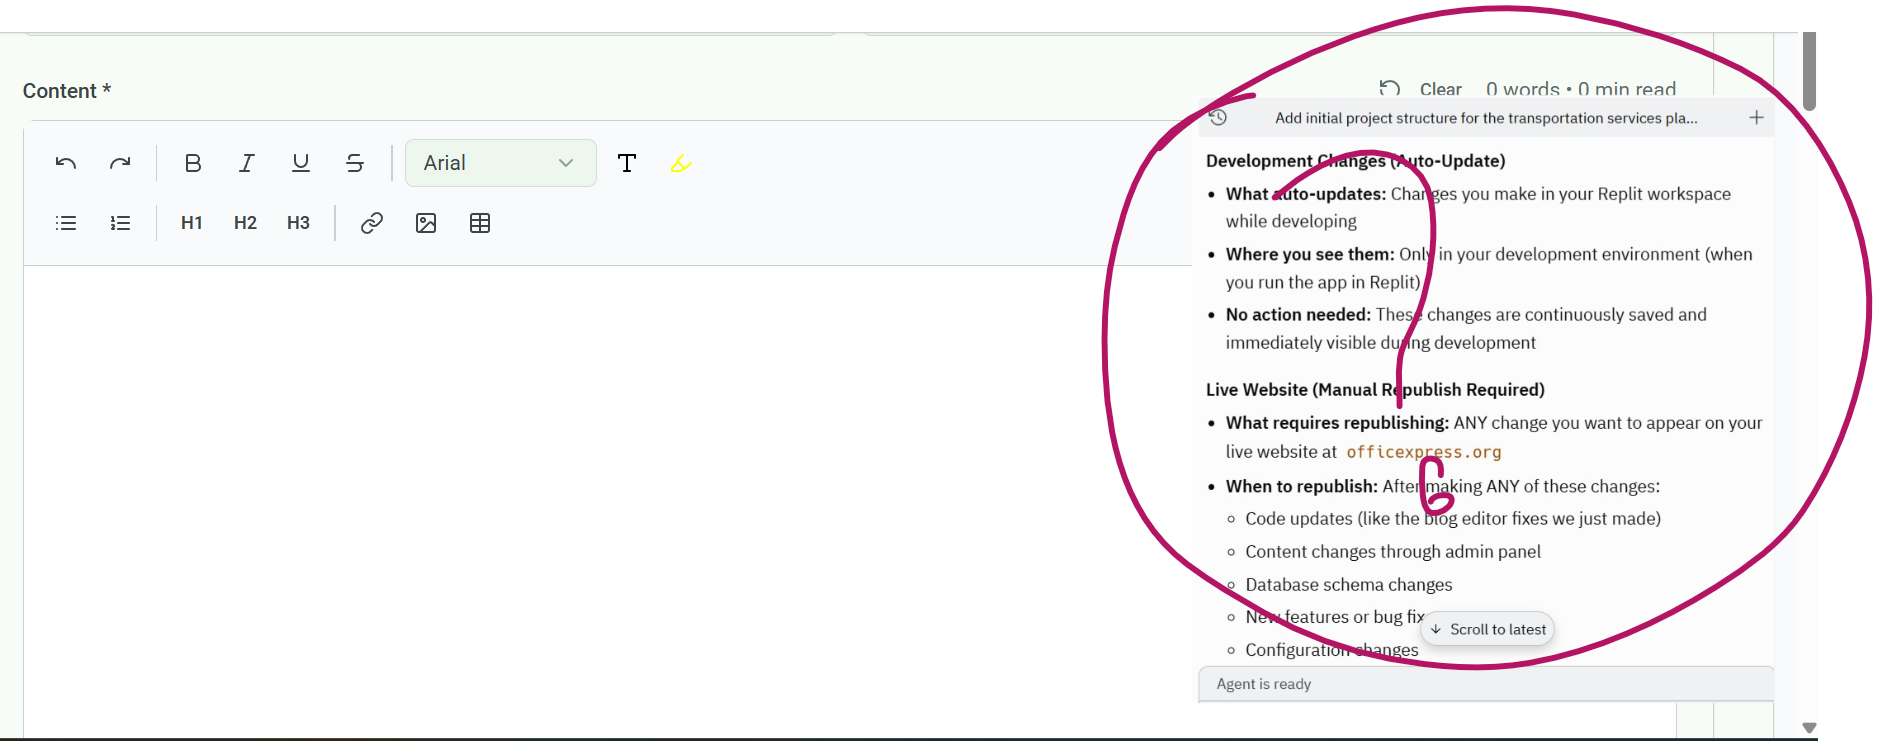 Content *
Clear 0 words • 0 min read
Arial
H1 H2 H3
Add initial project structure for the transportation services pla...
Development Changes (Auto-Update)
• What auto-updates: Changes you make in your Replit workspace
while developing
• Where you see them: Only in your development environment (when
you run the app in Replit)
• No action needed: These changes are continuously saved and
immediately visible during development
Live Website (Manual Republish Required)
• What requires republishing: ANY change you want to appear on your
live website at officexpress.org
• When to republish: After making ANY of these changes:
◦ Code updates (like the blog editor fixes we just made)
◦ Content changes through admin panel
◦ Database schema changes
◦ New features or bug fix
◦ Configuration changes
Scroll to latest
Agent is ready